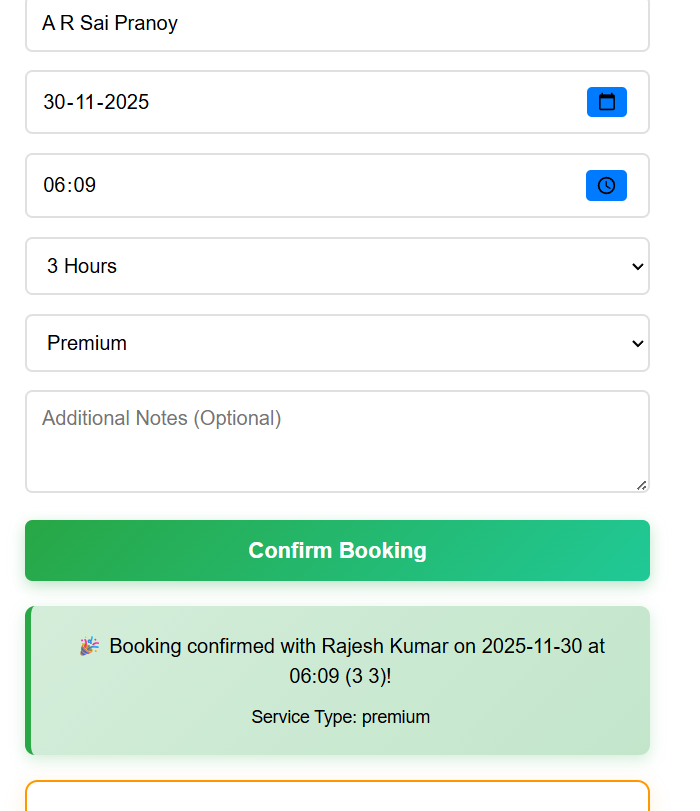 A R Sai Pranoy
30-11-2025
06:09
3 Hours
Premium
Additional Notes (Optional)
Confirm Booking
🎉 Booking confirmed with Rajesh Kumar on 2025-11-30 at
06:09 (3 3)!
Service Type: premium